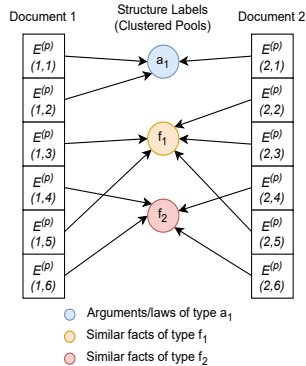 Document 1
Structure Labels
(Clustered Pools)
Document 2
E(p)
(1,1)
E(p)
(1,2)
E(p)
(1,3)
E(p)
(1,4)
E(p)
(1,5)
E(p)
(1,6)
a1
f1
f2
E(p)
(2,1)
E(p)
(2,2)
E(p)
(2,3)
E(p)
(2,4)
E(p)
(2,5)
E(p)
(2,6)
Arguments/laws of type a1
Similar facts of type f1
Similar facts of type f2